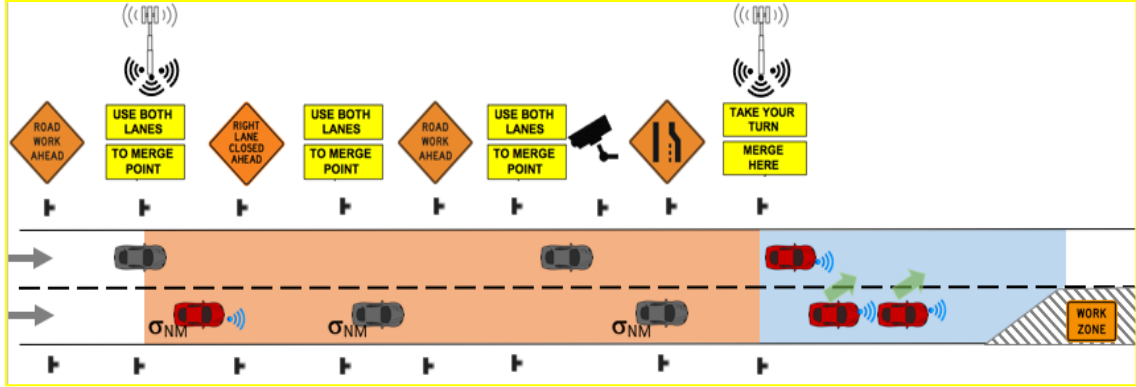 ROAD
WORK
AHEAD
USE BOTH
LANES
TO MERGE
POINT
RIGHT
LANE
CLOSED
AHEAD
USE BOTH
LANES
TO MERGE
POINT
ROAD
WORK
AHEAD
USE BOTH
LANES
TO MERGE
POINT
TAKE YOUR
TURN
MERGE
HERE
σNM
σNM
σNM
WORK
ZONE